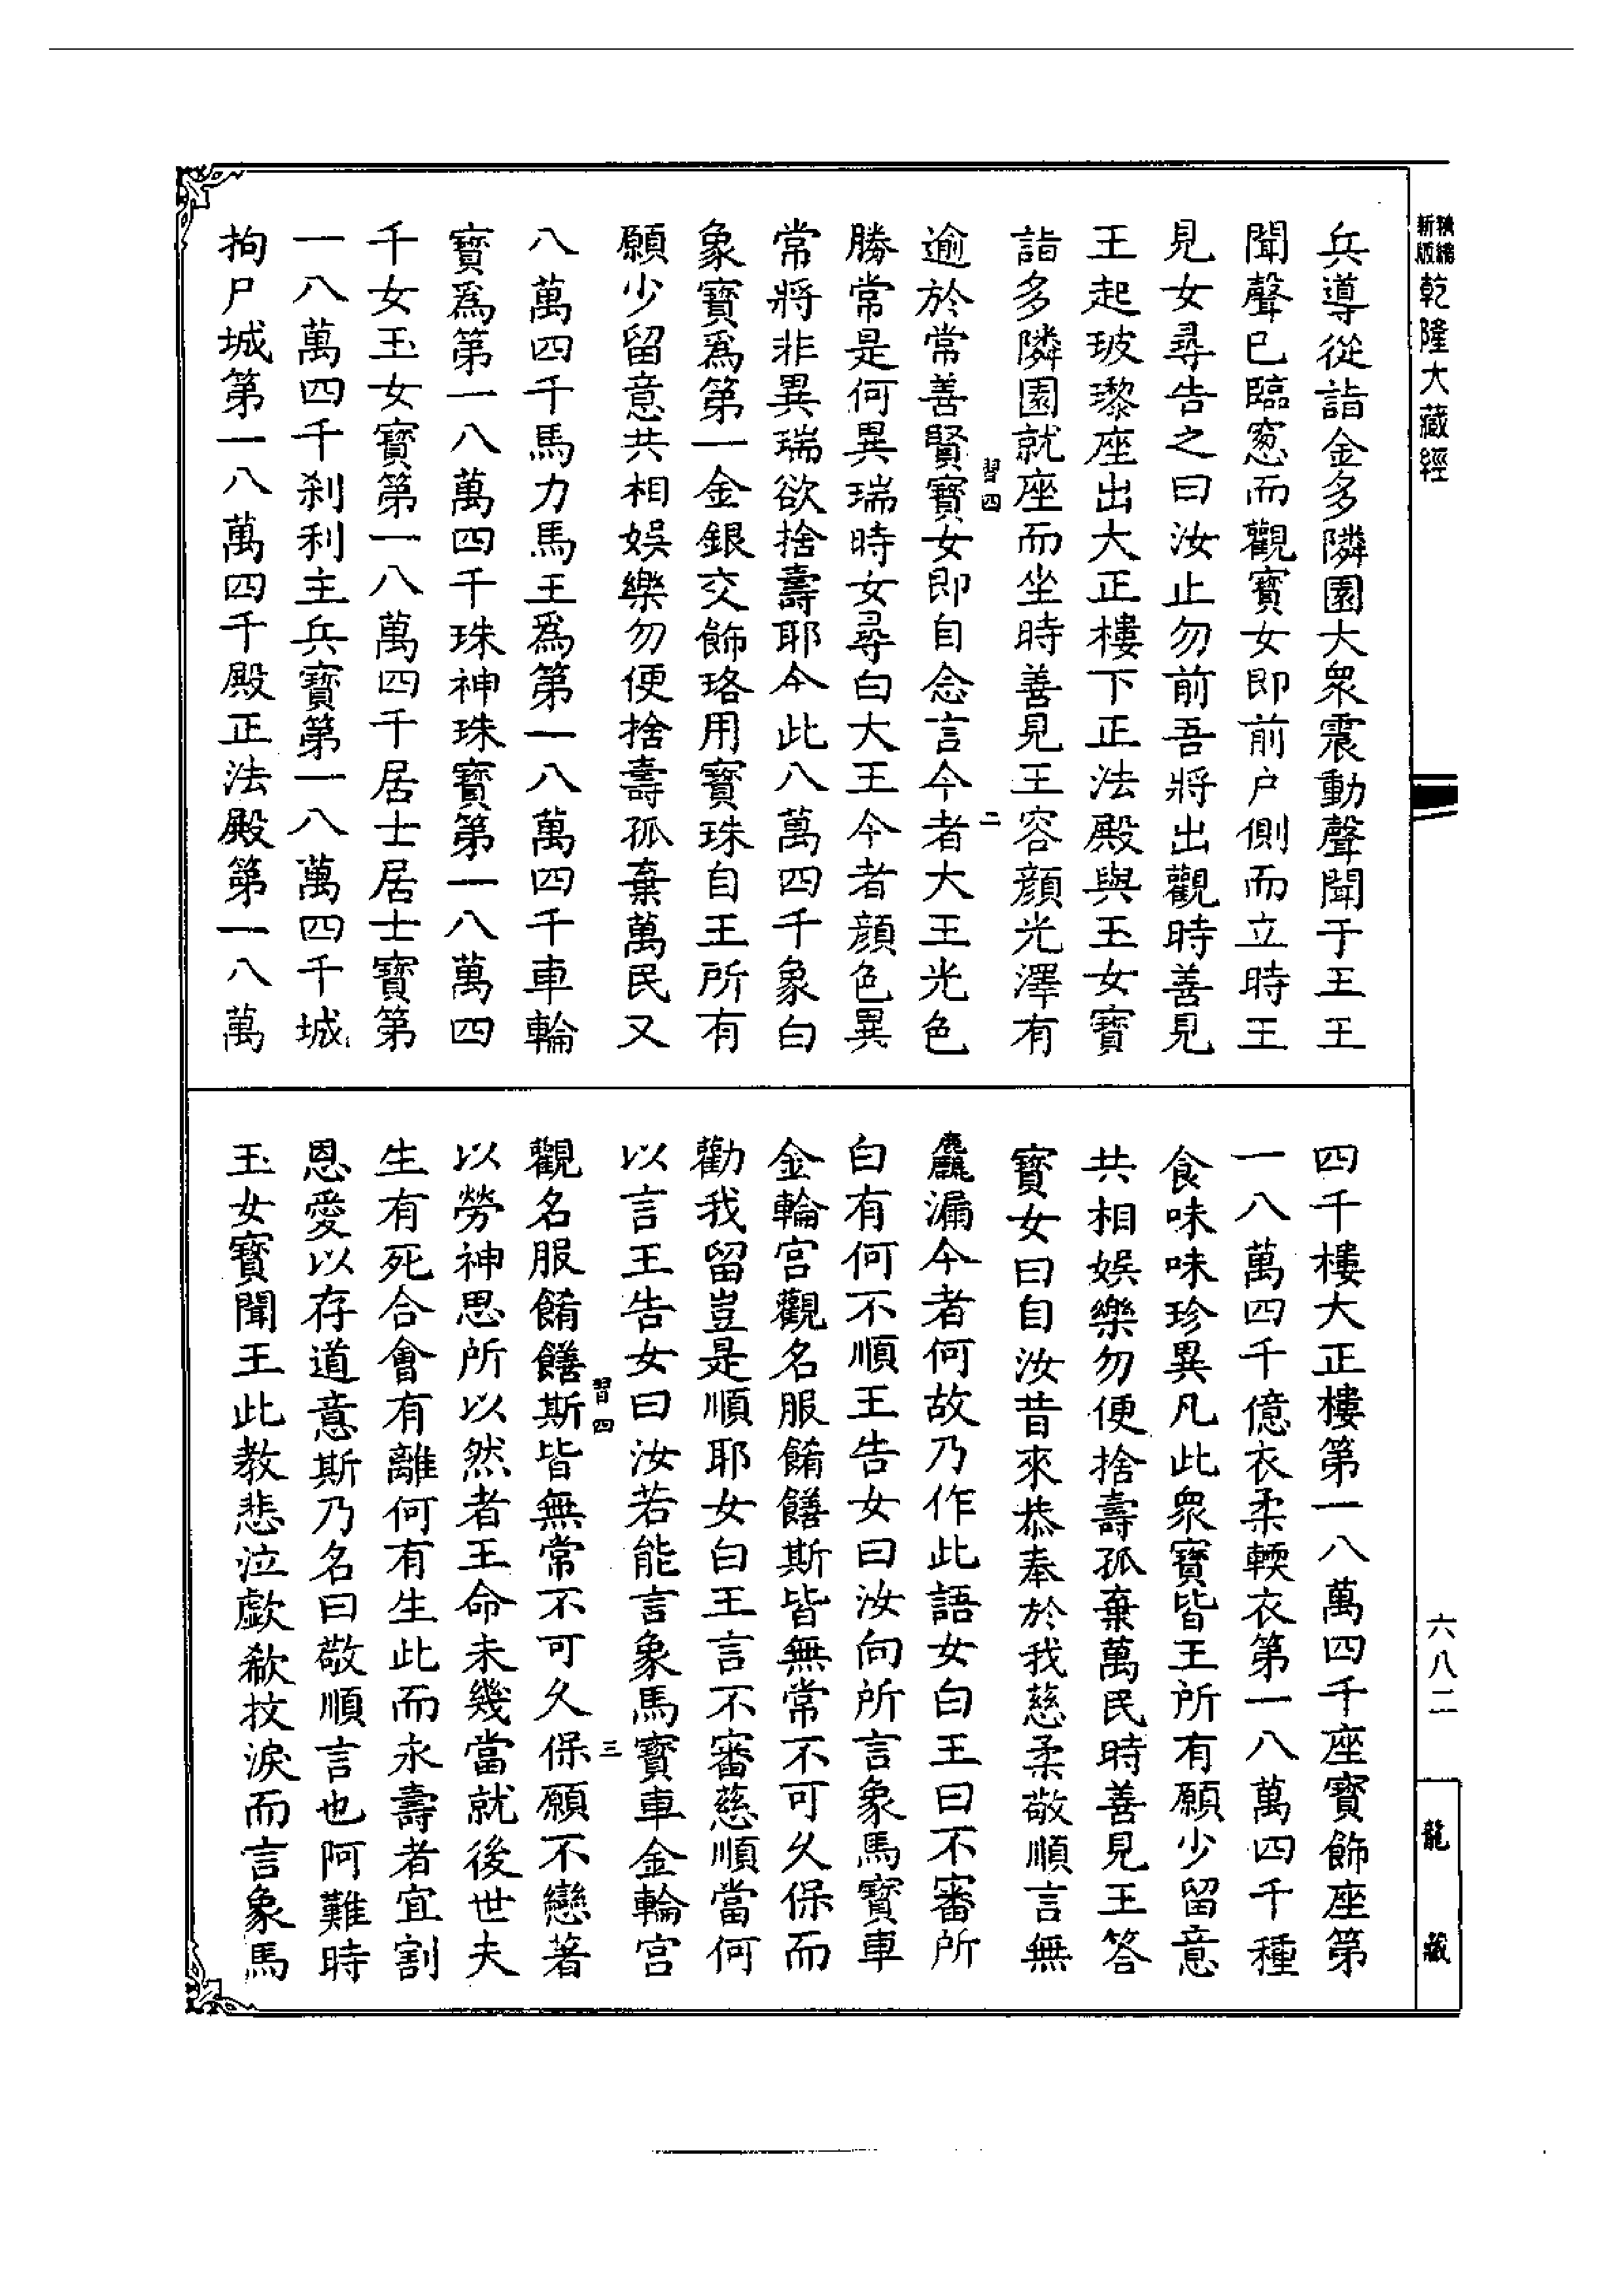 精編
新版
乾隆大藏經
兵導從詣金多隣園大衆震動聲聞于王王
聞聲已臨窻而觀寶女即前户側而立時王
見女尋告之曰汝止勿前吾將出觀時善見
王起玻瓈座出大正樓下正法殿與玉女寶
詣多隣園就座而坐時善見王容顏光澤有
習四 二
逾於常善賢寶女即自念言今者大王光色
勝常是何異瑞時女尋白大王今者顏色異
常將非異瑞欲捨壽耶今此八萬四千象白
象寶爲第一金銀交飾珞用寶珠自王所有
願少留意共相娛樂勿便捨壽孤棄萬民又
八萬四千馬力馬王爲第一八萬四千車輪
寶爲第一八萬四千珠神珠寶第一八萬四
千女玉女寶第一八萬四千居士居士寶第
一八萬四千刹利主兵寶第一八萬四千城
拘尸城第一八萬四千殿正法殿第一八萬
四千樓大正樓第一八萬四千座寶飾座第
一八萬四千億衣柔輭衣第一八萬四千種
食味味珍異凡此衆寶皆王所有願少留意
共相娛樂勿便捨壽孤棄萬民時善見王答
寶女曰自汝昔來恭奉於我慈柔敬順言無
麤漏今者何故乃作此語女白王曰不審所
白有何不順王告女曰汝向所言象馬寶車
金輪宫觀名服餚饍斯皆無常不可久保而
勸我留豈是順耶女白王言不審慈順當何
以言王告女曰汝若能言象馬寶車金輪宫
習四 三
觀名服餚饍斯皆無常不可久保願不戀著
以勞神思所以然者王命未幾當就後世夫
生有死合會有離何有生此而永壽者宜割
恩愛以存道意斯乃名曰敬順言也阿難時
玉女寶聞王此教悲泣歔欷抆淚而言象馬
六八二
龍藏